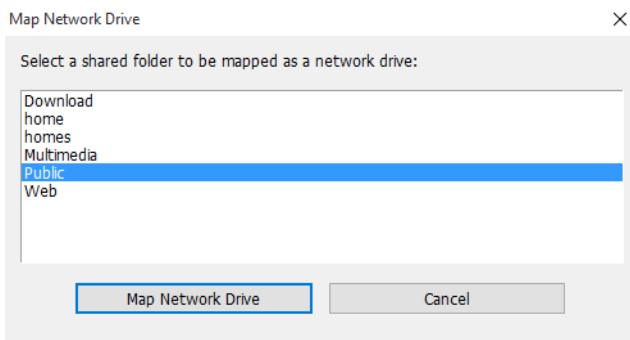 Map Network Drive
Select a shared folder to be mapped as a network drive:
Download
home
homes
Multimedia
Public
Web
Map Network Drive
Cancel